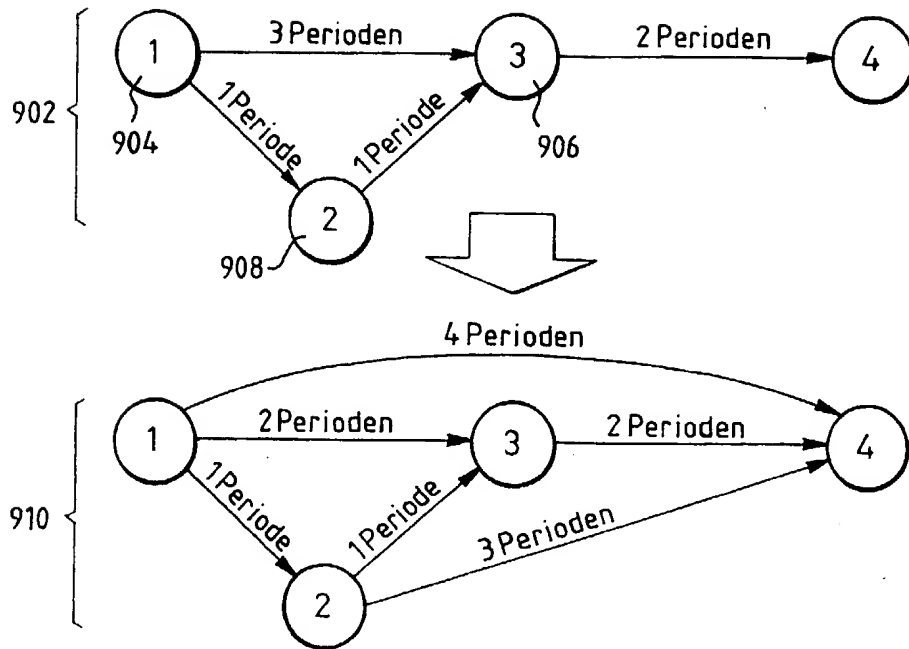 1
3 Perioden
3
2 Perioden
4
902
904
1 Periode
1 Periode
906
2
908
4 Perioden
1
2 Perioden
3
2 Perioden
4
910
1 Periode
1 Periode
3 Perioden
2